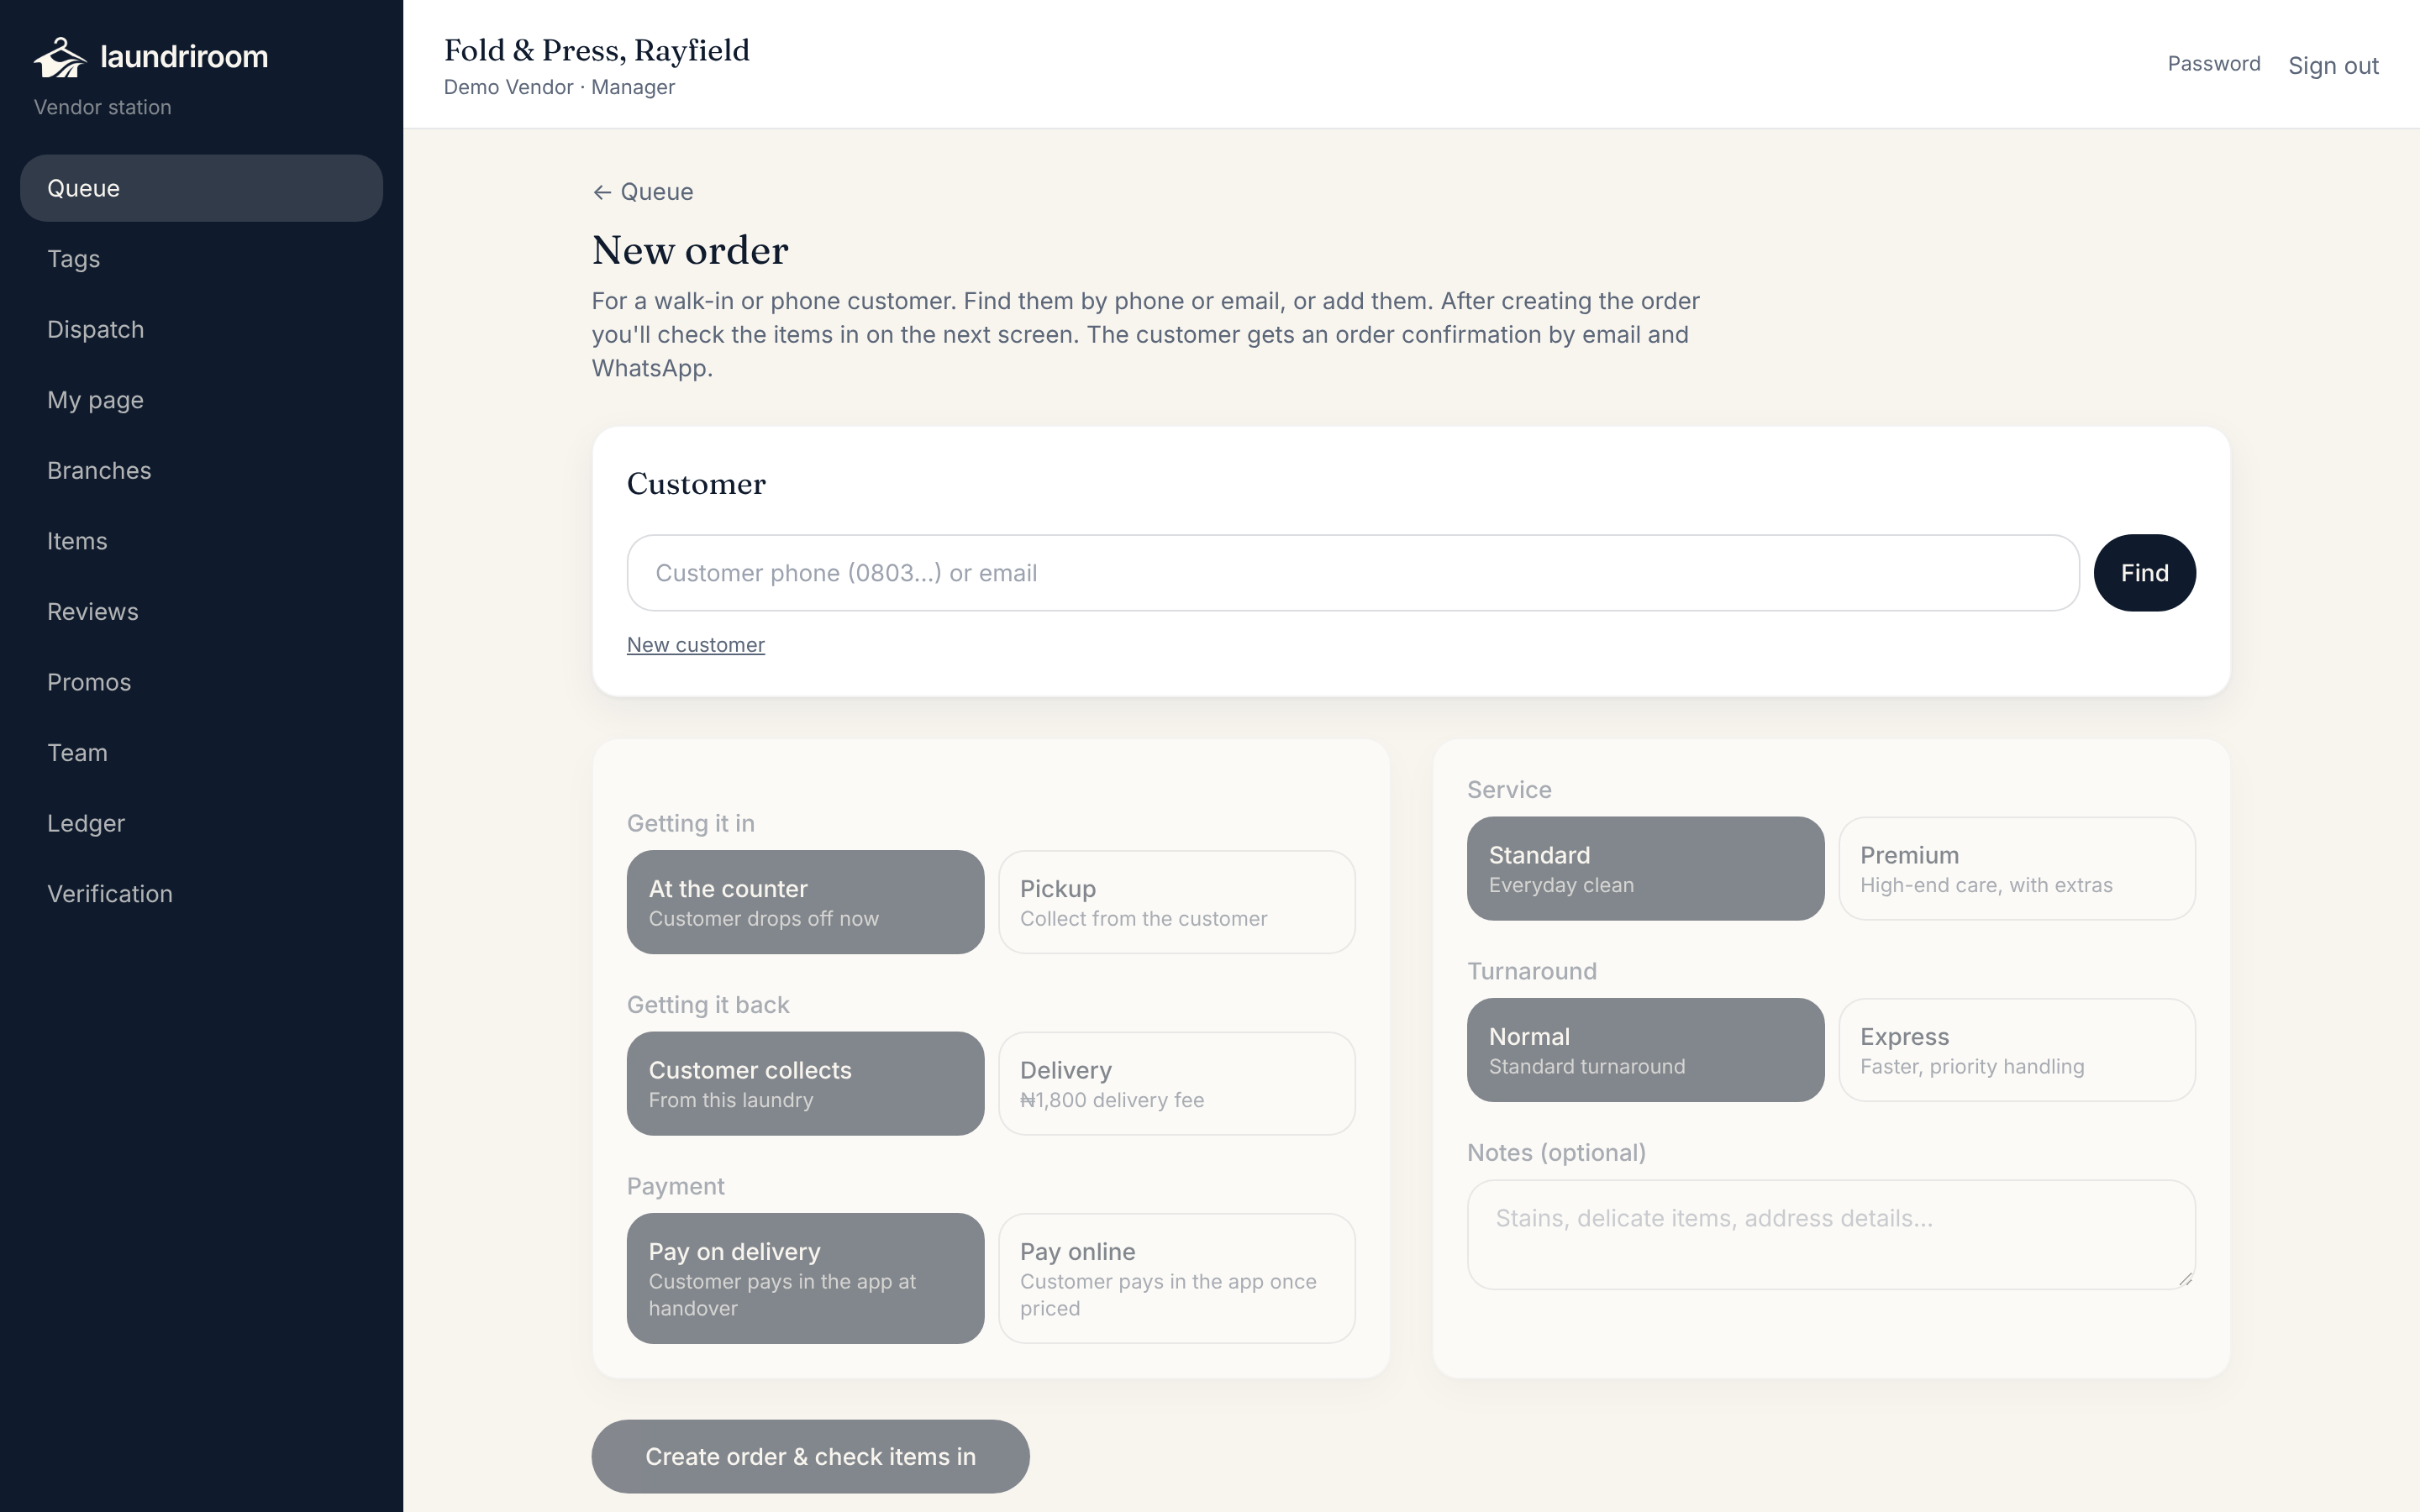 laundriroom
Vendor station
Queue
Tags
Dispatch
My page
Branches
Items
Reviews
Promos
Team
Ledger
Verification
Fold & Press, Rayfield
Demo Vendor · Manager
Password
Sign out
← Queue
New order
For a walk-in or phone customer. Find them by phone or email, or add them. After creating the order
you'll check the items in on the next screen. The customer gets an order confirmation by email and
WhatsApp.
Customer
Customer phone (0803...) or email
Find
New customer
Getting it in
At the counter
Customer drops off now
Pickup
Collect from the customer
Getting it back
Customer collects
From this laundry
Delivery
₦1,800 delivery fee
Payment
Pay on delivery
Customer pays in the app at
handover
Pay online
Customer pays in the app once
priced
Service
Standard
Everyday clean
Premium
High-end care, with extras
Turnaround
Normal
Standard turnaround
Express
Faster, priority handling
Notes (optional)
Stains, delicate items, address details...
Create order & check items in